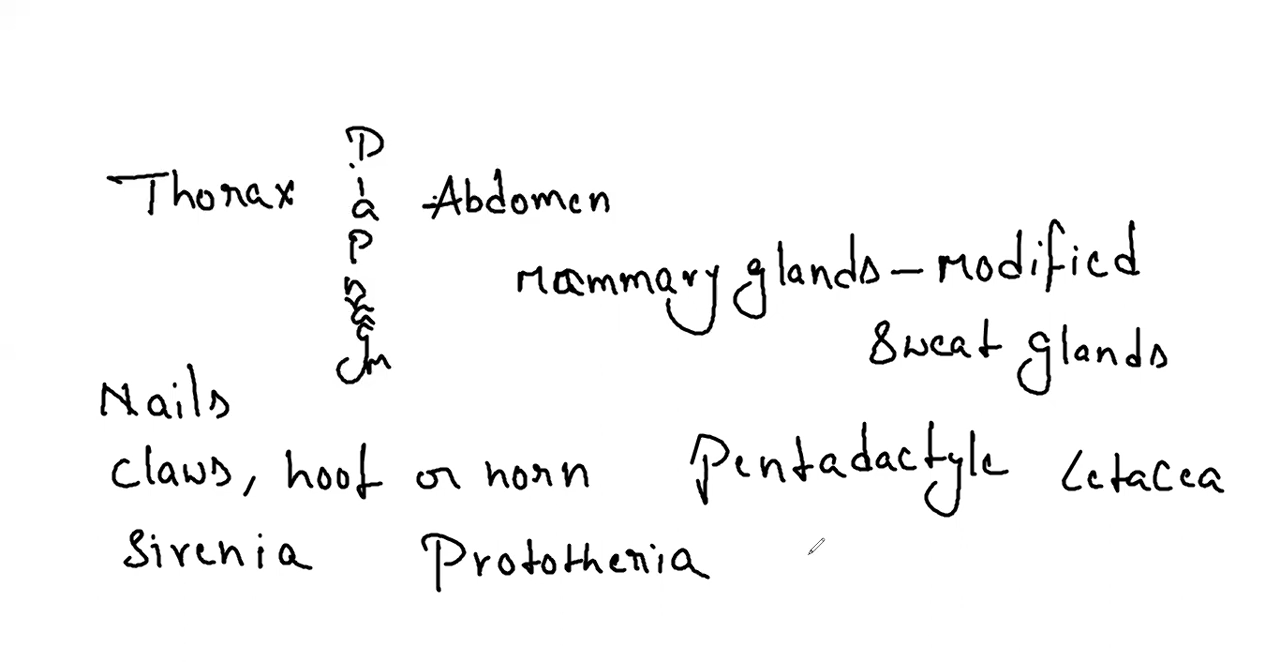 Thorax Diaphragm Abdomen
Mammary glands - modified
Sweat glands
Nails
Claws, hoof or horn
Pentadactyle Cetacea
Sirenia Prototheria